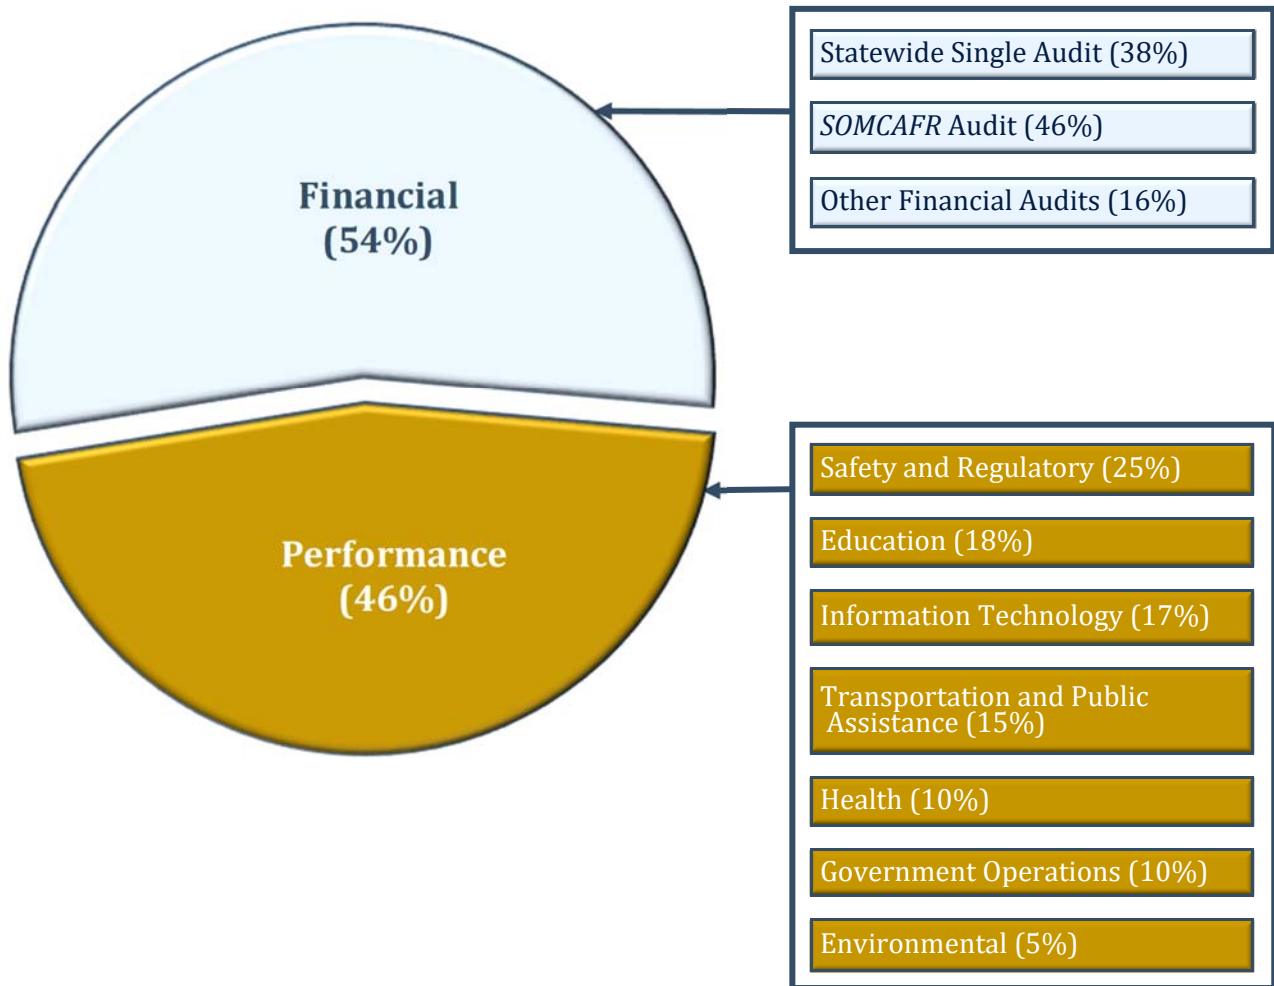 Financial
(54%)
Statewide Single Audit (38%)
SOMCAFR Audit (46%)
Other Financial Audits (16%)
Performance
(46%)
Safety and Regulatory (25%)
Education (18%)
Information Technology (17%)
Transportation and Public
Assistance (15%)
Health (10%)
Government Operations (10%)
Environmental (5%)